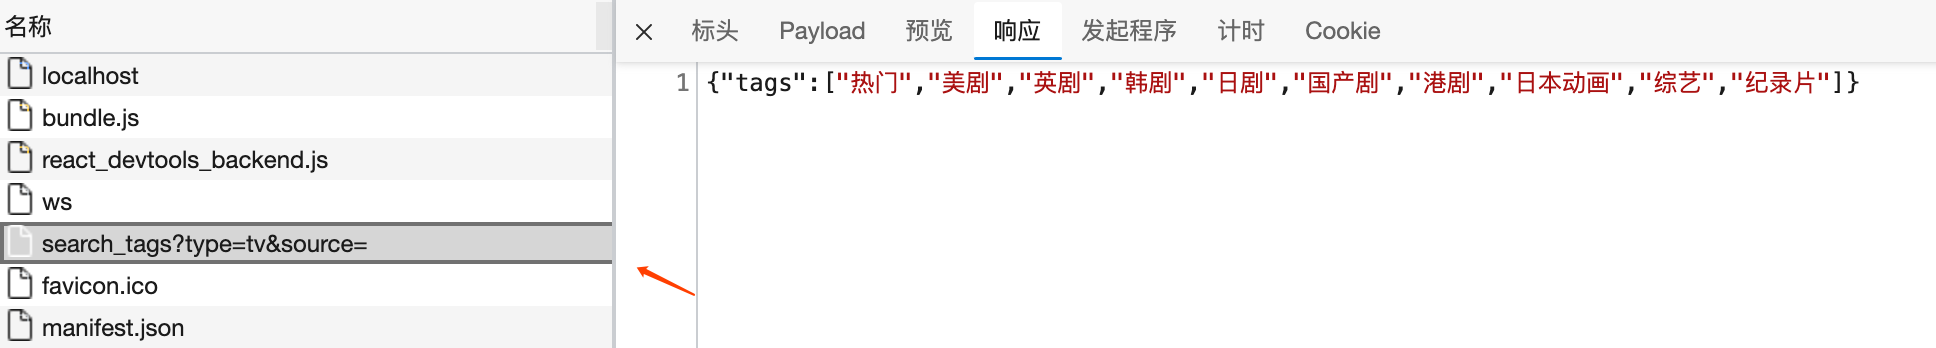 名称
localhost
bundle.js
react_devtools_backend.js
ws
search_tags?type=tv&source=
favicon.ico
manifest.json
标头 Payload 预览 响应 发起程序 计时 Cookie
1 {"tags":["热门","美剧","英剧","韩剧","日剧","国产剧","港剧","日本动画","综艺","纪录片"]}